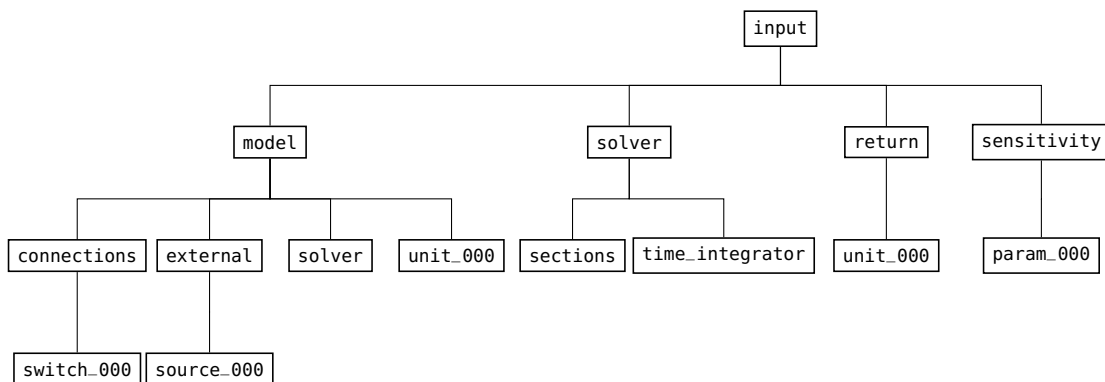 input
model
solver
return
sensitivity
connections
external
solver
unit_000
sections
time_integrator
unit_000
param_000
switch_000
source_000